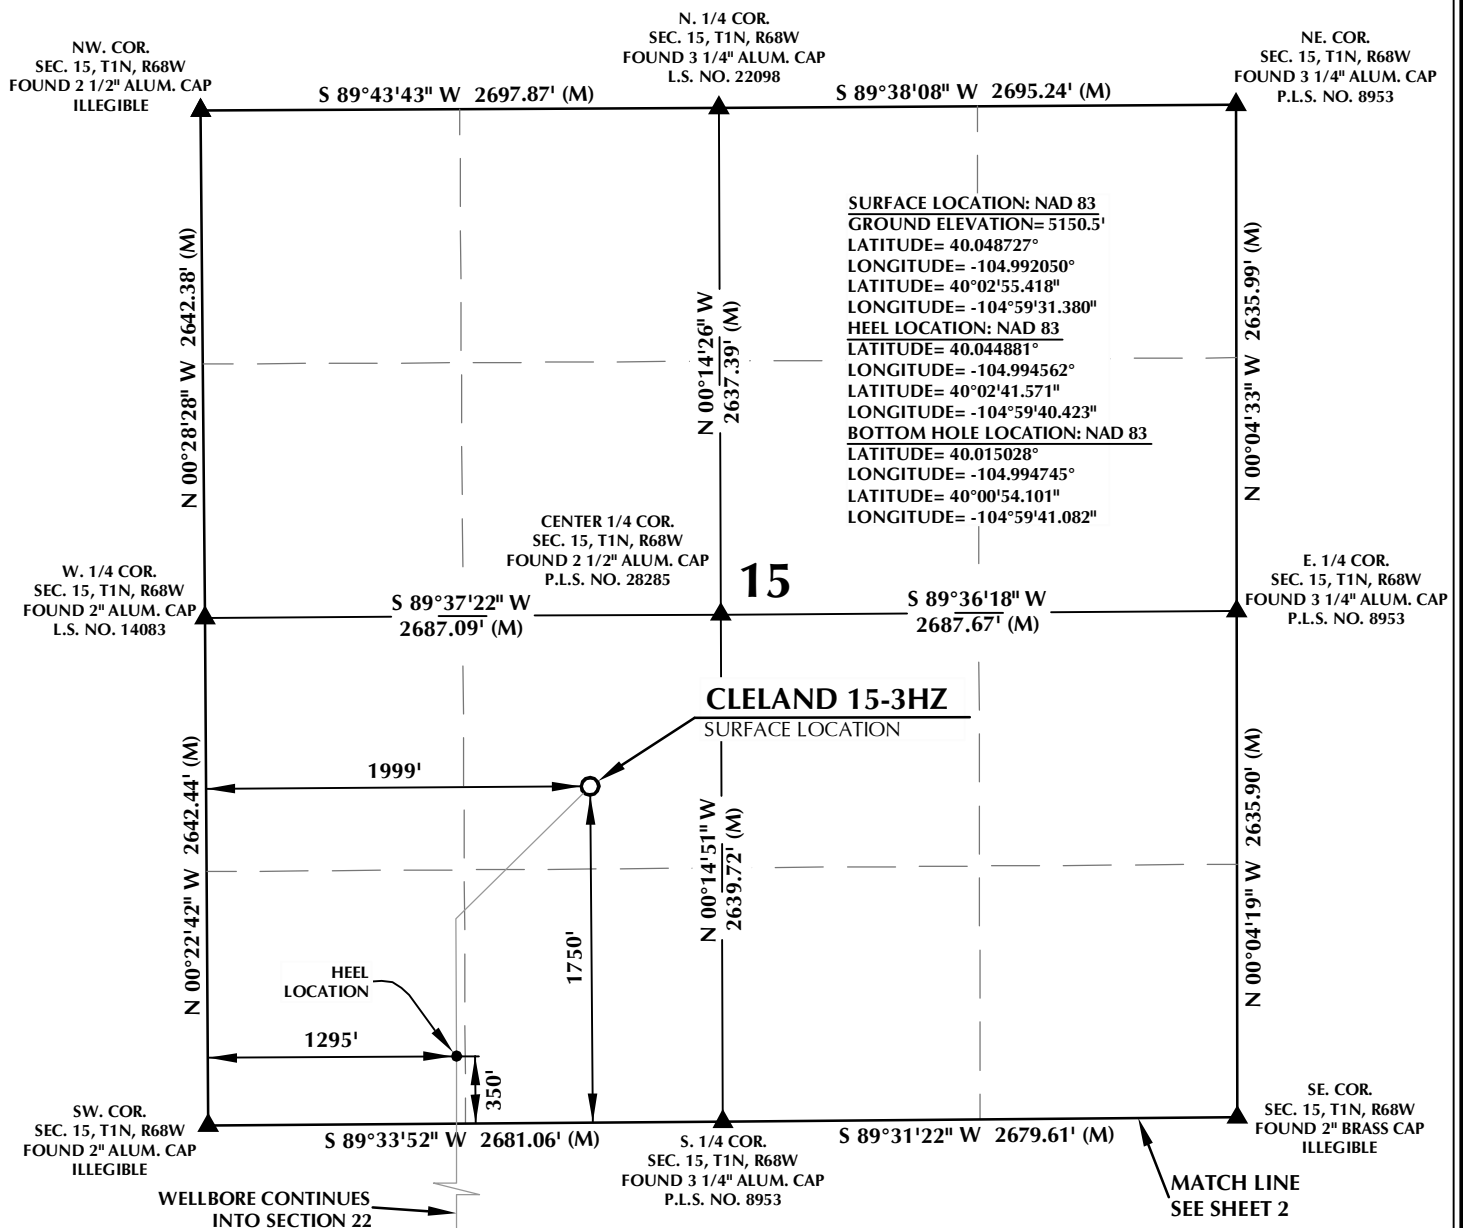 N. 1/4 COR.
SEC. 15, T1N, R68W
FOUND 3 1/4" ALUM. CAP
L.S. NO. 22098
NW. COR.
SEC. 15, T1N, R68W
FOUND 2 1/2" ALUM. CAP
ILLEGIBLE
NE. COR.
SEC. 15, T1N, R68W
FOUND 3 1/4" ALUM. CAP
P.L.S. NO. 8953
S 89°43'43" W 2697.87' (M)
S 89°38'08" W 2695.24' (M)
N 00°28'28" W 2642.38' (M)
N 00°14'26" W
2637.39' (M)
SURFACE LOCATION: NAD 83
GROUND ELEVATION= 5150.5'
LATITUDE= 40.048727°
LONGITUDE= -104.992050°
LATITUDE= 40°02'55.418"
LONGITUDE= -104°59'31.380"
HEEL LOCATION: NAD 83
LATITUDE= 40.044881°
LONGITUDE= -104.994562°
LATITUDE= 40°02'41.571"
LONGITUDE= -104°59'40.423"
BOTTOM HOLE LOCATION: NAD 83
LATITUDE= 40.015028°
LONGITUDE= -104.994745°
LATITUDE= 40°00'54.101"
LONGITUDE= -104°59'41.082"
N 00°04'33" W 2635.99' (M)
CENTER 1/4 COR.
SEC. 15, T1N, R68W
FOUND 2 1/2" ALUM. CAP
P.L.S. NO. 28285
15
W. 1/4 COR.
SEC. 15, T1N, R68W
FOUND 2" ALUM. CAP
L.S. NO. 14083
E. 1/4 COR.
SEC. 15, T1N, R68W
FOUND 3 1/4" ALUM. CAP
P.L.S. NO. 8953
S 89°37'22" W
2687.09' (M)
S 89°36'18" W
2687.67' (M)
CLELAND 15-3HZ
SURFACE LOCATION
1999'
N 00°22'42" W 2642.44' (M)
1750'
N 00°14'51" W
2639.72' (M)
N 00°04'19" W 2635.90' (M)
HEEL
LOCATION
1295'
350'
SW. COR.
SEC. 15, T1N, R68W
FOUND 2" ALUM. CAP
ILLEGIBLE
S 89°33'52" W 2681.06' (M)
S. 1/4 COR.
SEC. 15, T1N, R68W
FOUND 3 1/4" ALUM. CAP
P.L.S. NO. 8953
S 89°31'22" W 2679.61' (M)
SE. COR.
SEC. 15, T1N, R68W
FOUND 2" BRASS CAP
ILLEGIBLE
WELLBORE CONTINUES
INTO SECTION 22
MATCH LINE
SEE SHEET 2